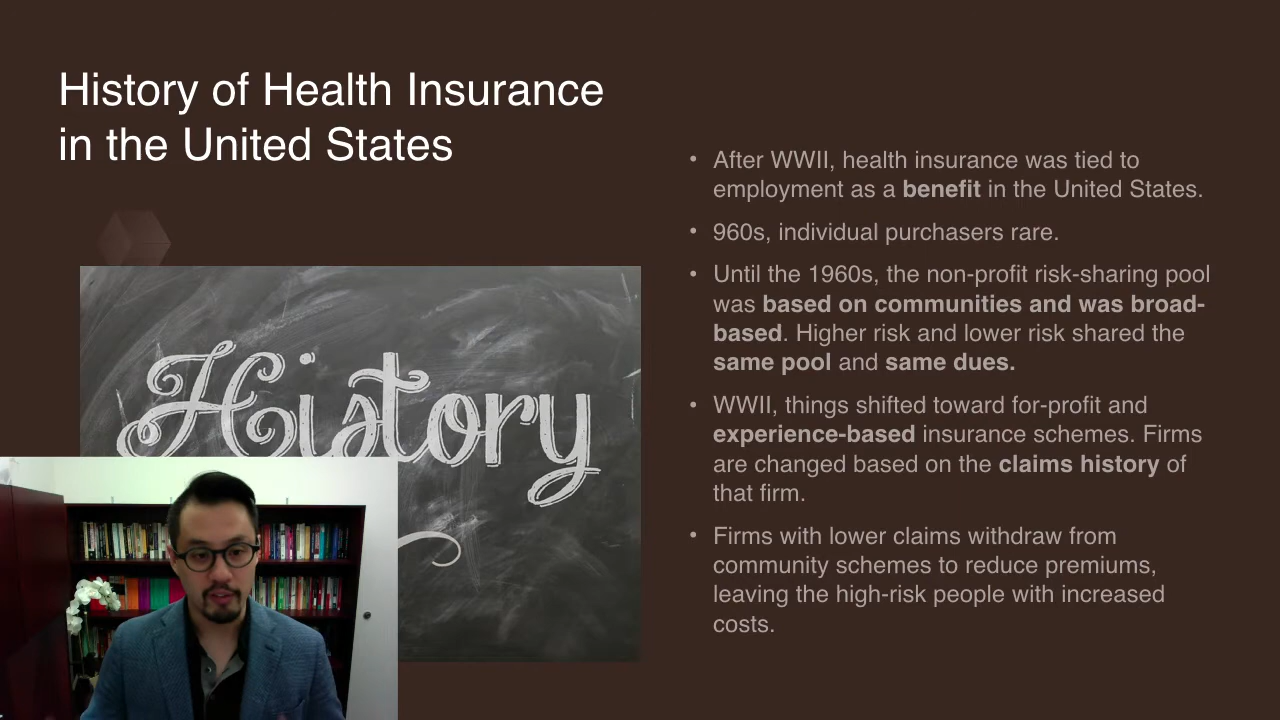 History of Health Insurance
in the United States
• After WWII, health insurance was tied to
employment as a benefit in the United States.
• 960s, individual purchasers rare.
• Until the 1960s, the non-profit risk-sharing pool
was based on communities and was broad-
based. Higher risk and lower risk shared the
same pool and same dues.
• WWII, things shifted toward for-profit and
experience-based insurance schemes. Firms
are changed based on the claims history of
that firm.
• Firms with lower claims withdraw from
community schemes to reduce premiums,
leaving the high-risk people with increased
costs.
History